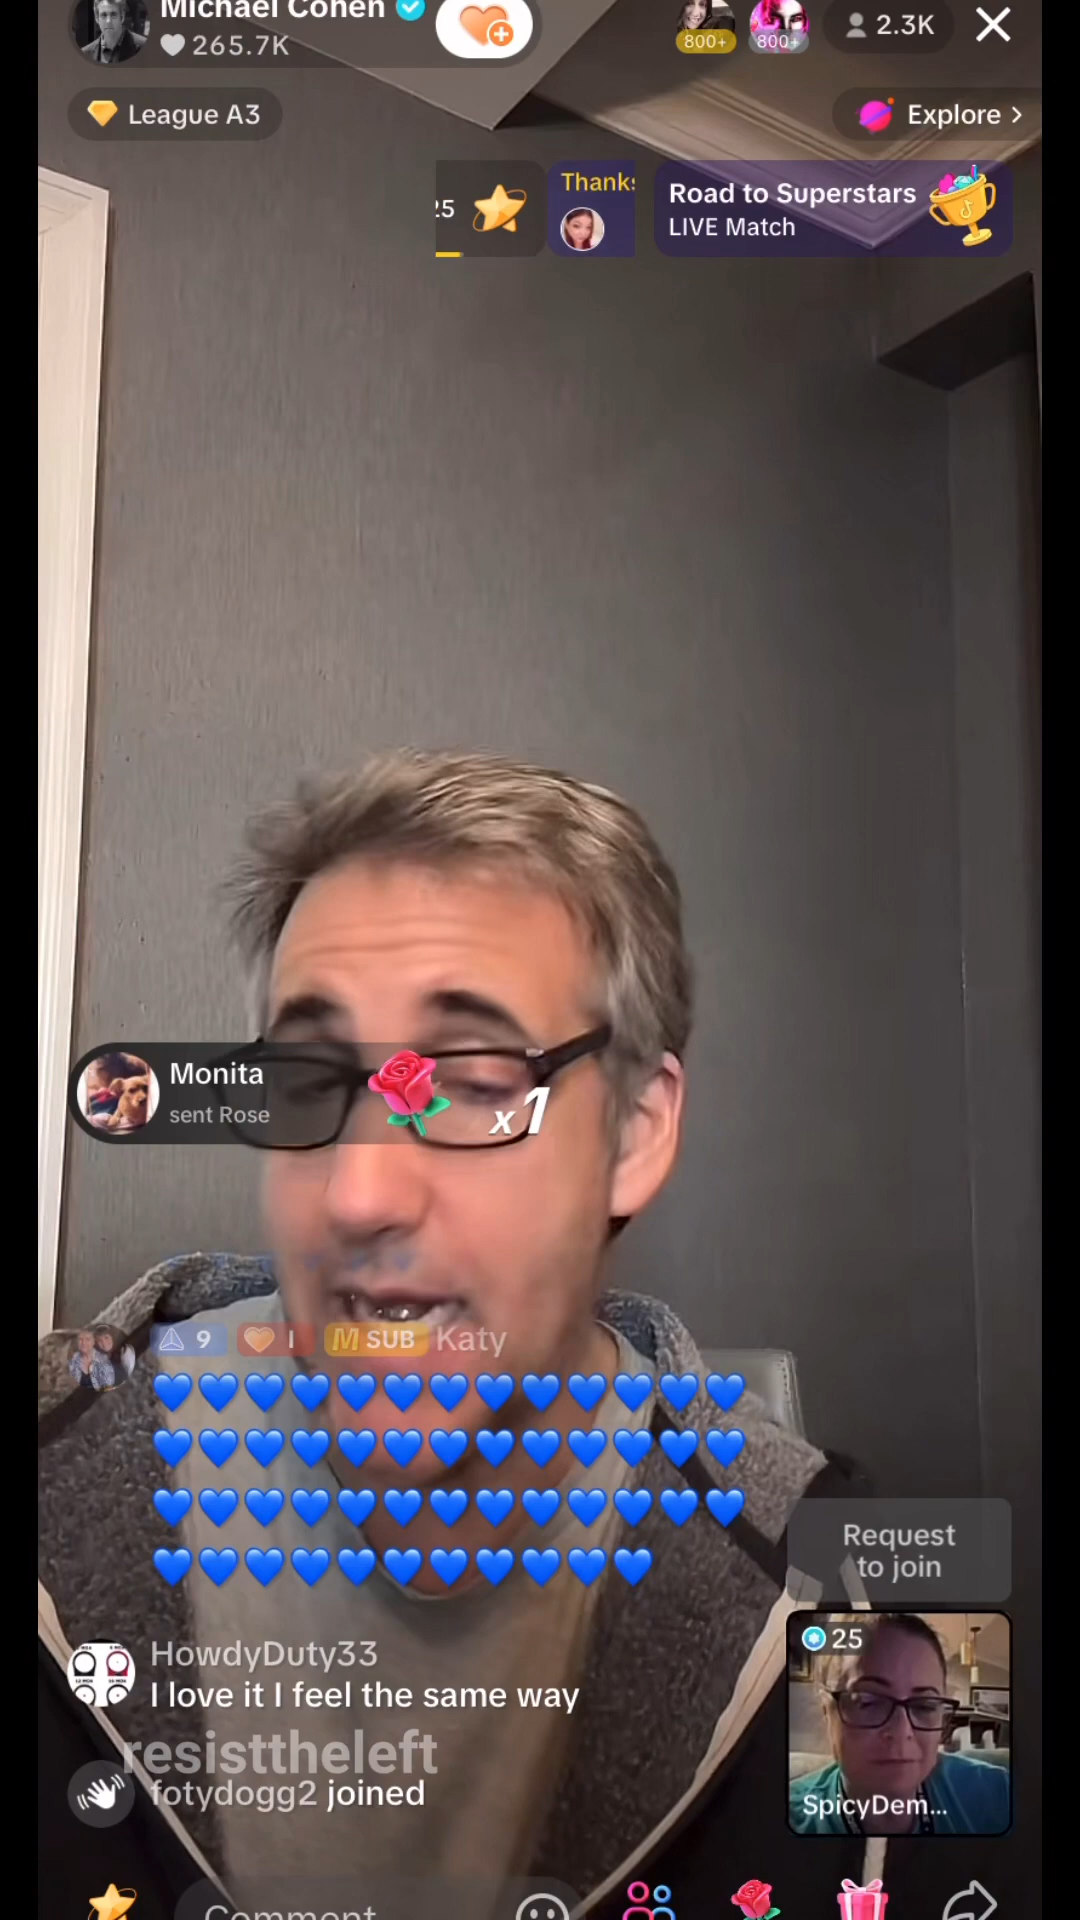 Michael Cohen
265.7K
800+
800+
2.3K
League A3
Explore
25
Thanks
Road to Superstars
LIVE Match
Monita
sent Rose
x1
9
I
M SUB
Katy
Request
to join
25
HowdyDuty33
I love it I feel the same way
resisttheleft
fotydogg2 joined
SpicyDem...
Comment